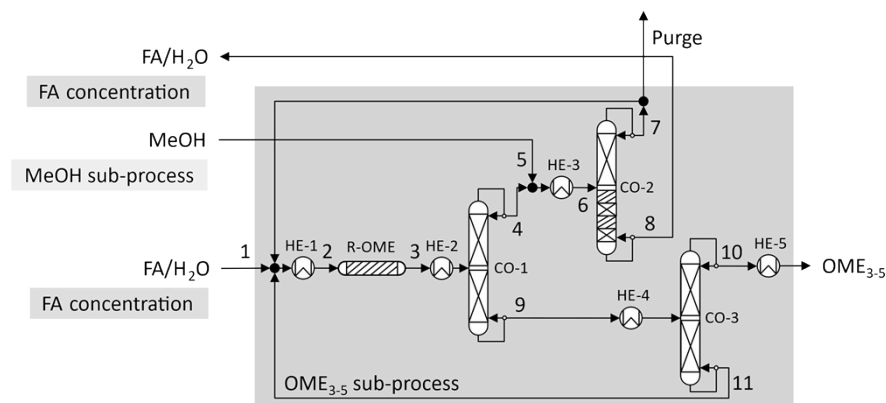 Purge
FA/H₂O
FA concentration
MeOH
MeOH sub-process
7
5
HE-3
CO-2
6
4
8
1
HE-1
2
R-OME
3
HE-2
FA/H₂O
FA concentration
CO-1
10
HE-5
OME₃₋₅
9
HE-4
CO-3
OME₃₋₅ sub-process
11